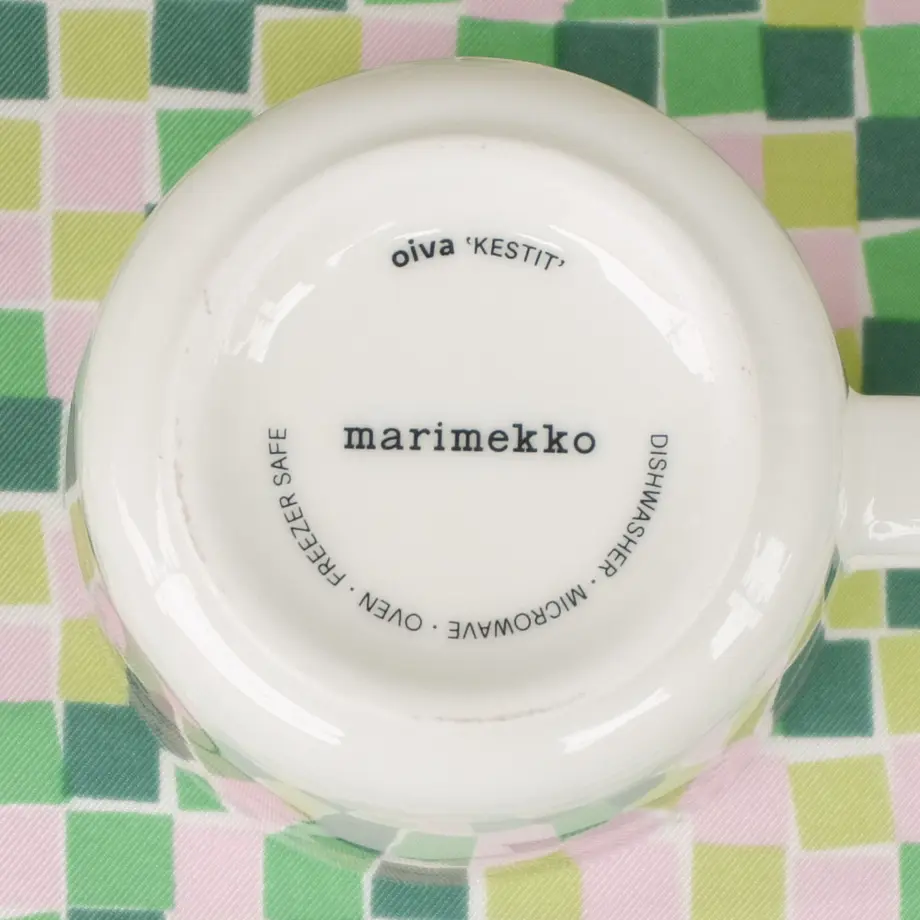 oiva ‘KESTIT’
marimekko
DISHWASHER · MICROWAVE · OVEN · FREEZER SAFE